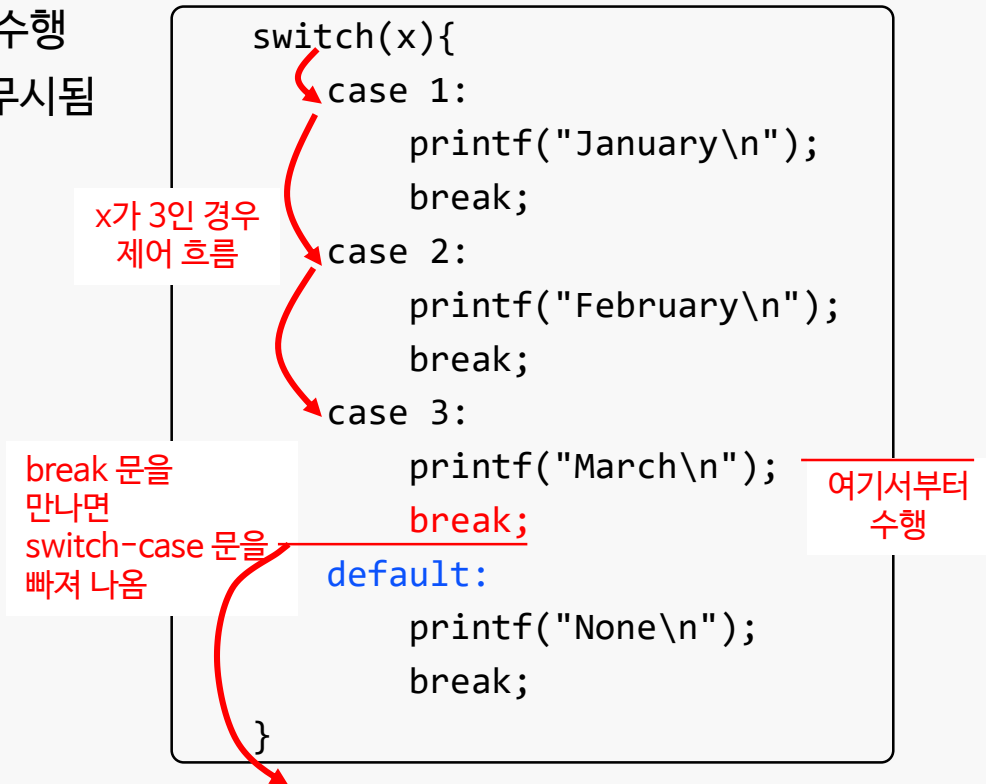 수행
무시됨
switch(x){
case 1:
printf("January\n");
break;
x가 3인 경우
제어 흐름
case 2:
printf("February\n");
break;
case 3:
printf("March\n");
여기서부터
수행
break 문을
만나면
switch-case 문을
빠져 나옴
break;
default:
printf("None\n");
break;
}